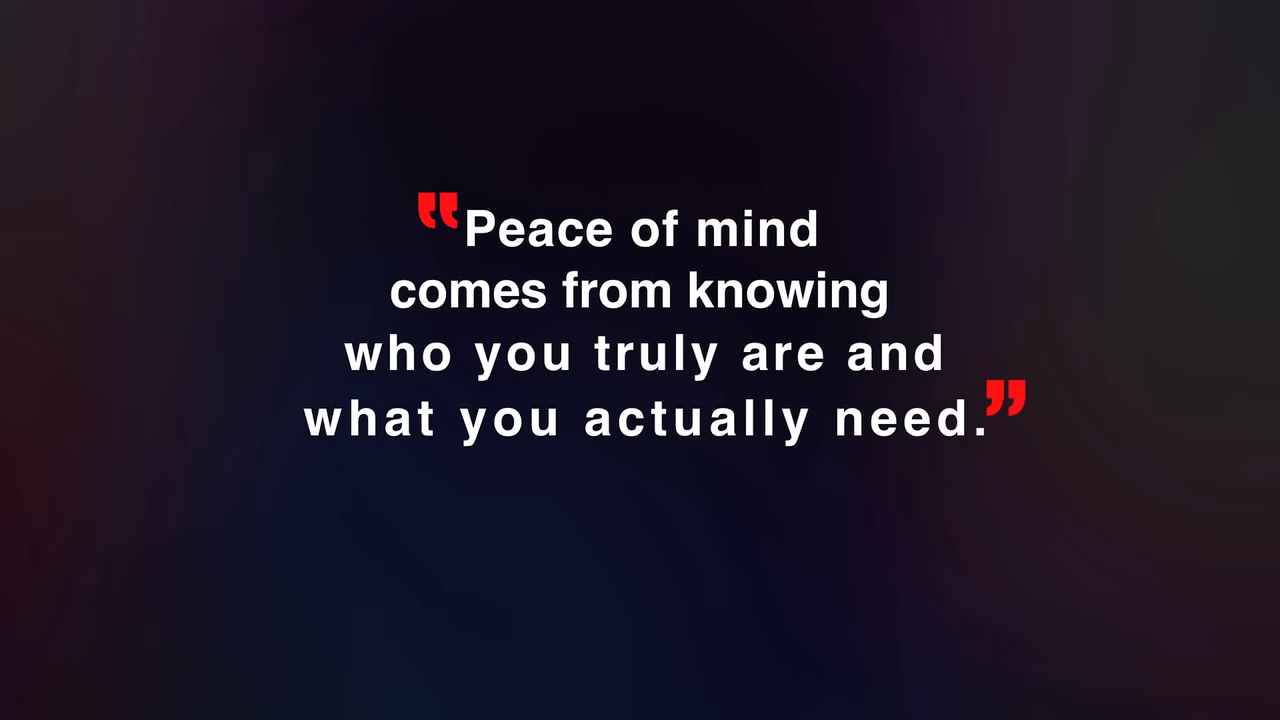 ❝Peace of mind
comes from knowing
who you truly are and
what you actually need.❞